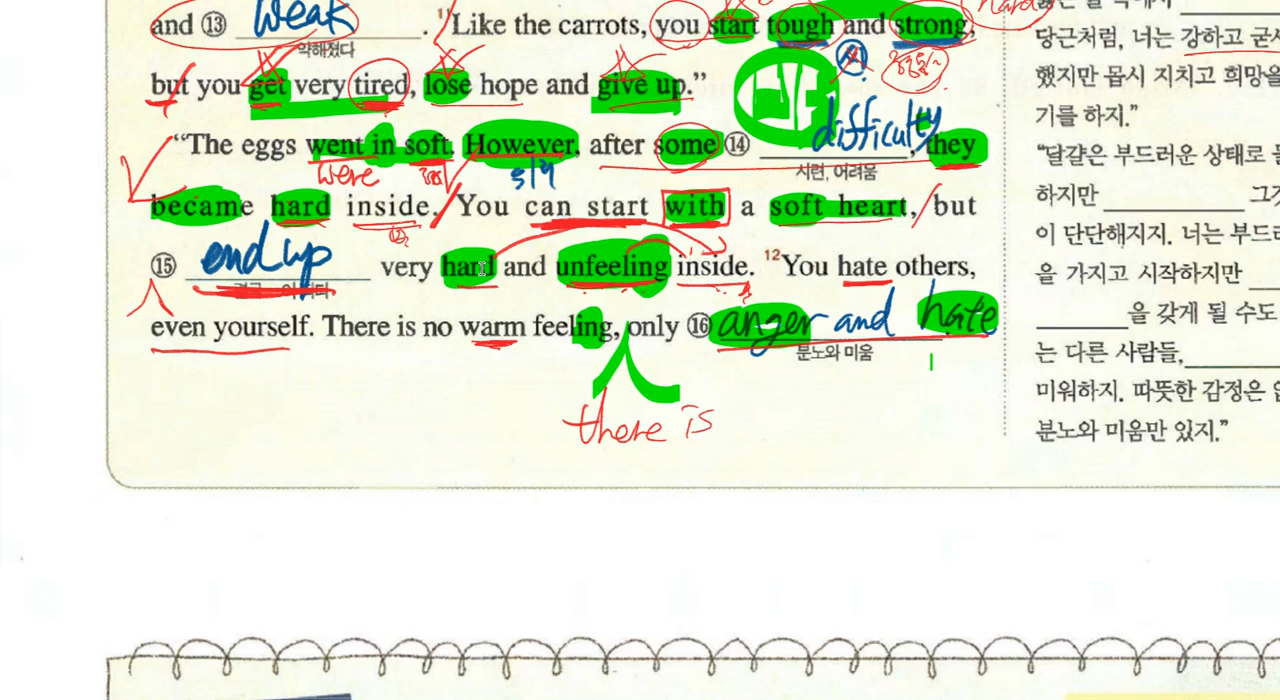 and ⑬ weak . ¹¹Like the carrots, you start tough and strong,
약해졌다
but you get very tired, lose hope and give up.”
“The eggs went in soft. However, after some ⑭ difficulty, they
were
s/v
시련, 어려움
became hard inside. You can start with a soft heart, but
⑮ end up very hard and unfeeling inside. ¹²You hate others,
even yourself. There is no warm feeling, only ⑯ anger and hate
분노와 미움
there is
hard
당근처럼, 너는 강하고 굳
했지만 몹시 지치고 희망을
기를 하지.”
“달걀은 부드러운 상태로
하지만 그
이 단단해지지. 너는 부드
을 가지고 시작하지만
을 갖게 될 수도
는 다른 사람들,
미워하지. 따뜻한 감정은
분노와 미움만 있지.”